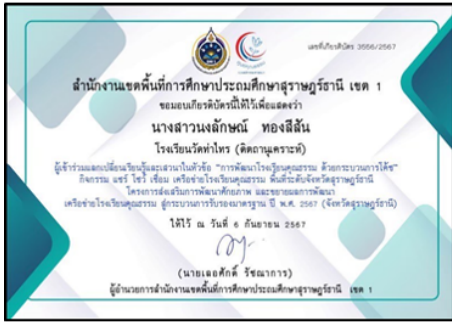 เลขที่เกียรติบัตร 3556/2567
สำนักงานเขตพื้นที่การศึกษาประถมศึกษาสุราษฎร์ธานี เขต 1
ขอมอบเกียรติบัตรนี้ให้ไว้เพื่อแสดงว่า
นางสาวนงลักษณ์ ทองสีสัน
โรงเรียนวัดท่าไทร (ดิตถานุเคราะห์)
ผู้เข้าร่วมแลกเปลี่ยนเรียนรู้และเสวนาในหัวข้อ "การพัฒนาโรงเรียนคุณธรรม ด้วยกระบวนการโค้ช"
กิจกรรม แชร์ โชว์ เชื่อม เครือข่ายโรงเรียนคุณธรรม พื้นที่ระดับจังหวัดสุราษฎร์ธานี
โครงการส่งเสริมการพัฒนาศักยภาพ และขยายผลการพัฒนา
เครือข่ายโรงเรียนคุณธรรม สู่กระบวนการรับรองมาตรฐาน ปี พ.ศ. 2567 (จังหวัดสุราษฎร์ธานี)
ให้ไว้ ณ วันที่ 6 กันยายน 2567
(นายเลอศักดิ์ รัชณาการ)
ผู้อำนวยการสำนักงานเขตพื้นที่การศึกษาประถมศึกษาสุราษฎร์ธานี เขต 1